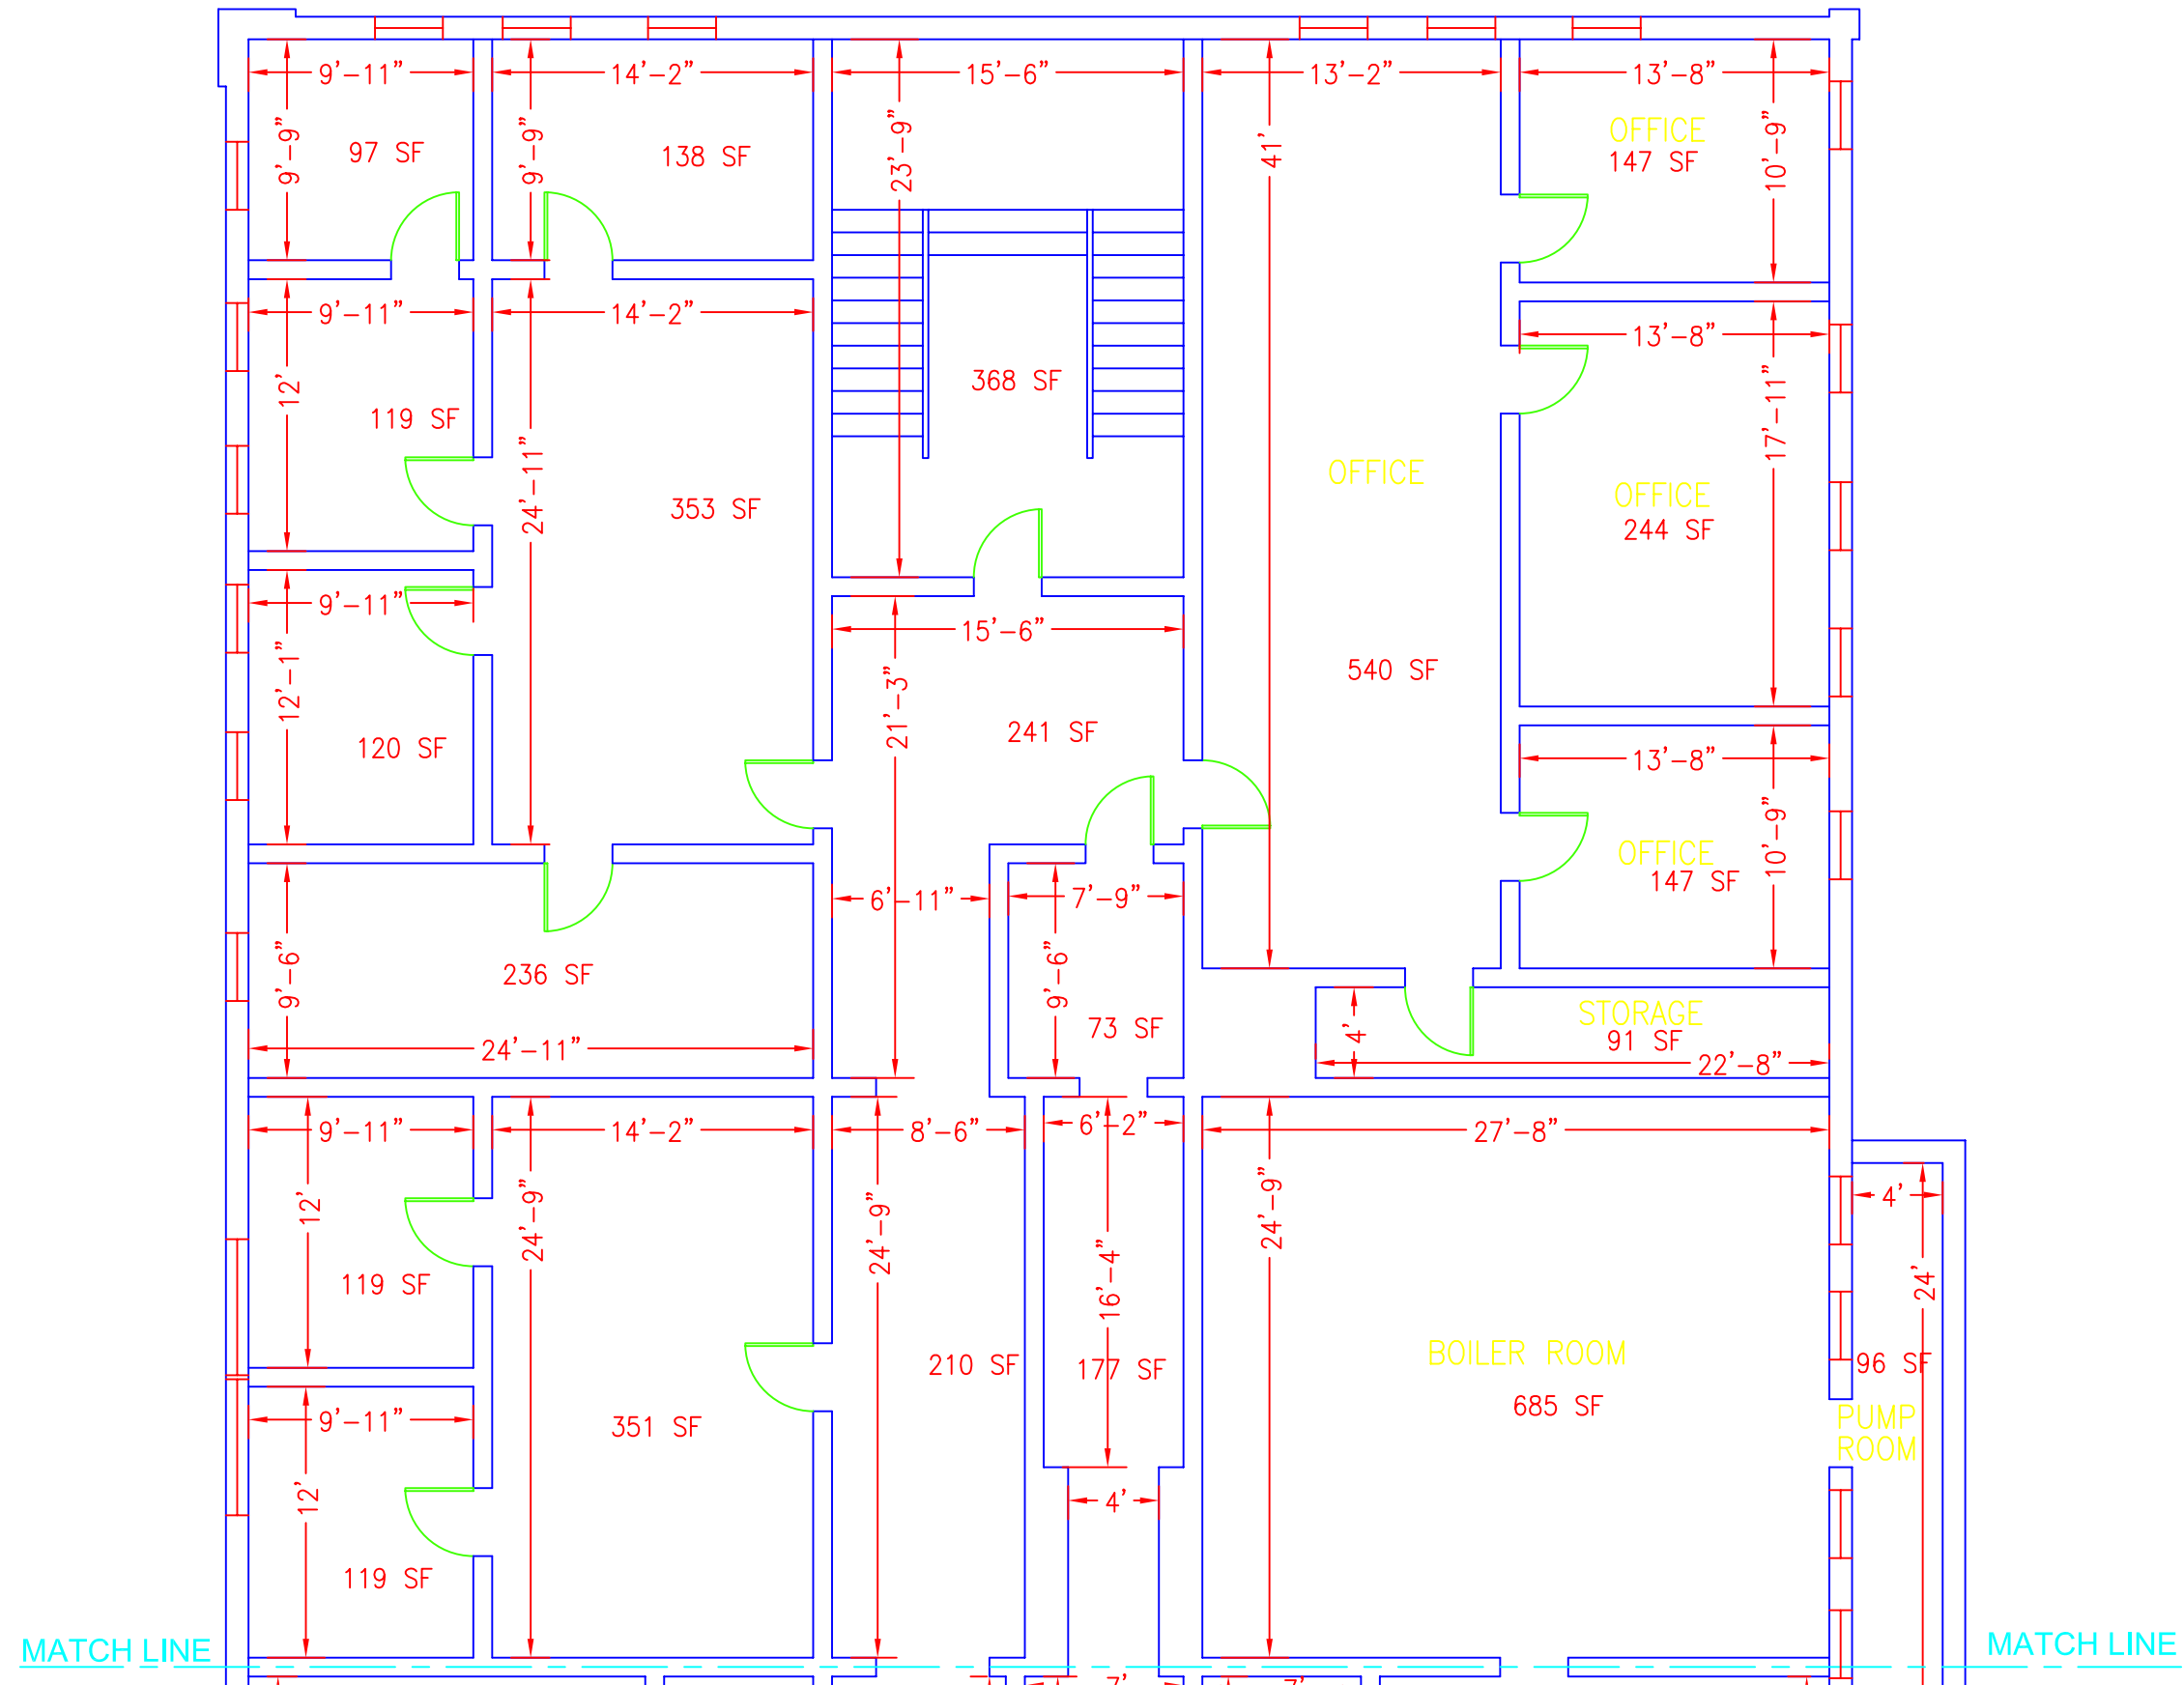 9'-11"
14'-2"
15'-6"
13'-2"
13'-8"
9'-9"
9'-9"
23'-9"
41'
10'-9"
OFFICE
147 SF
97 SF
138 SF
9'-11"
14'-2"
13'-8"
12'
24'-11"
17'-11"
368 SF
119 SF
353 SF
OFFICE
OFFICE
244 SF
9'-11"
15'-6"
12'-1"
21'-3"
540 SF
120 SF
241 SF
13'-8"
10'-9"
OFFICE
147 SF
6'-11"
7'-9"
9'-6"
9'-6"
236 SF
73 SF
4'
STORAGE
91 SF
22'-8"
24'-11"
9'-11"
14'-2"
8'-6"
6'-2"
27'-8"
12'
24'-9"
24'-9"
16'-4"
24'-9"
4'
24'
119 SF
210 SF
177 SF
BOILER ROOM
685 SF
96 SF
PUMP
ROOM
9'-11"
351 SF
12'
4'
119 SF
MATCH LINE
MATCH LINE
7'
7'